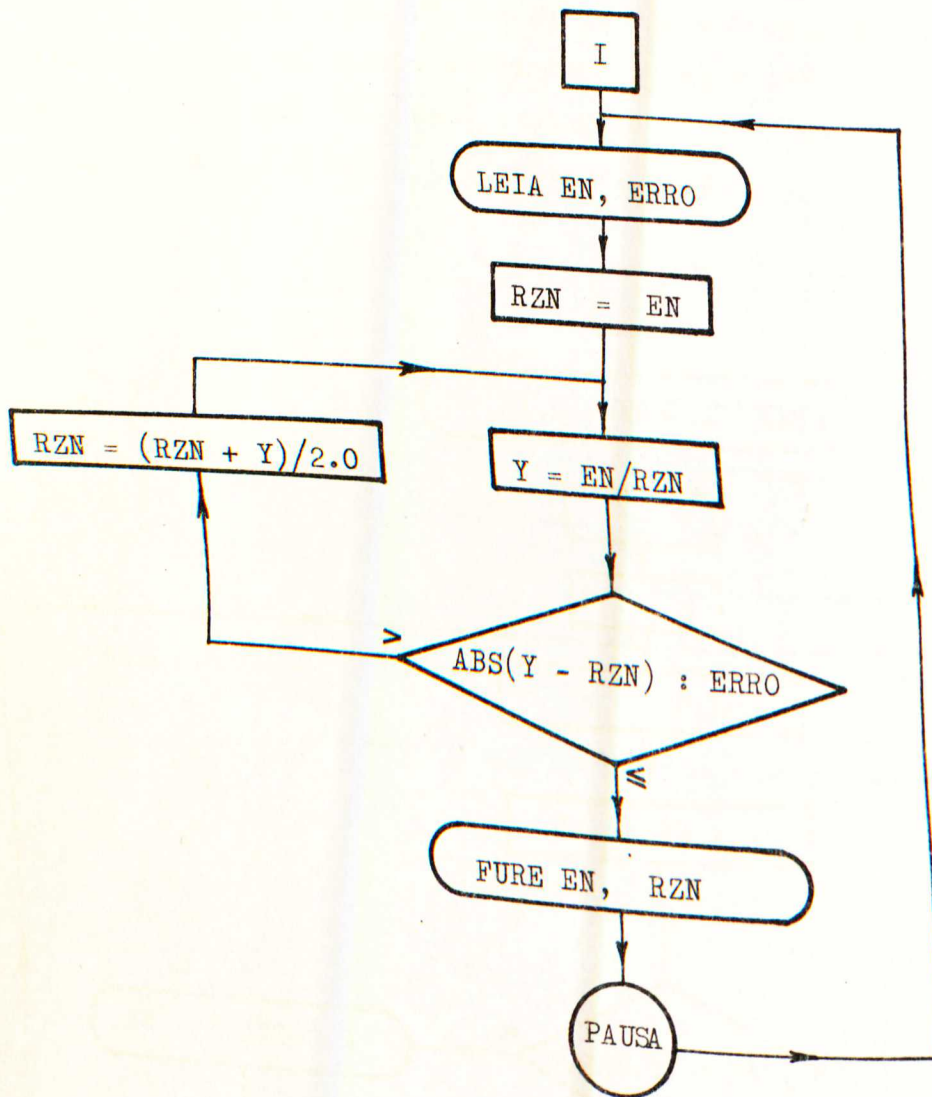 I
LEIA EN, ERRO
RZN = EN
RZN = (RZN + Y)/2.0
Y = EN/RZN
>
ABS(Y - RZN) : ERRO
≤
FURE EN, RZN
PAUSA